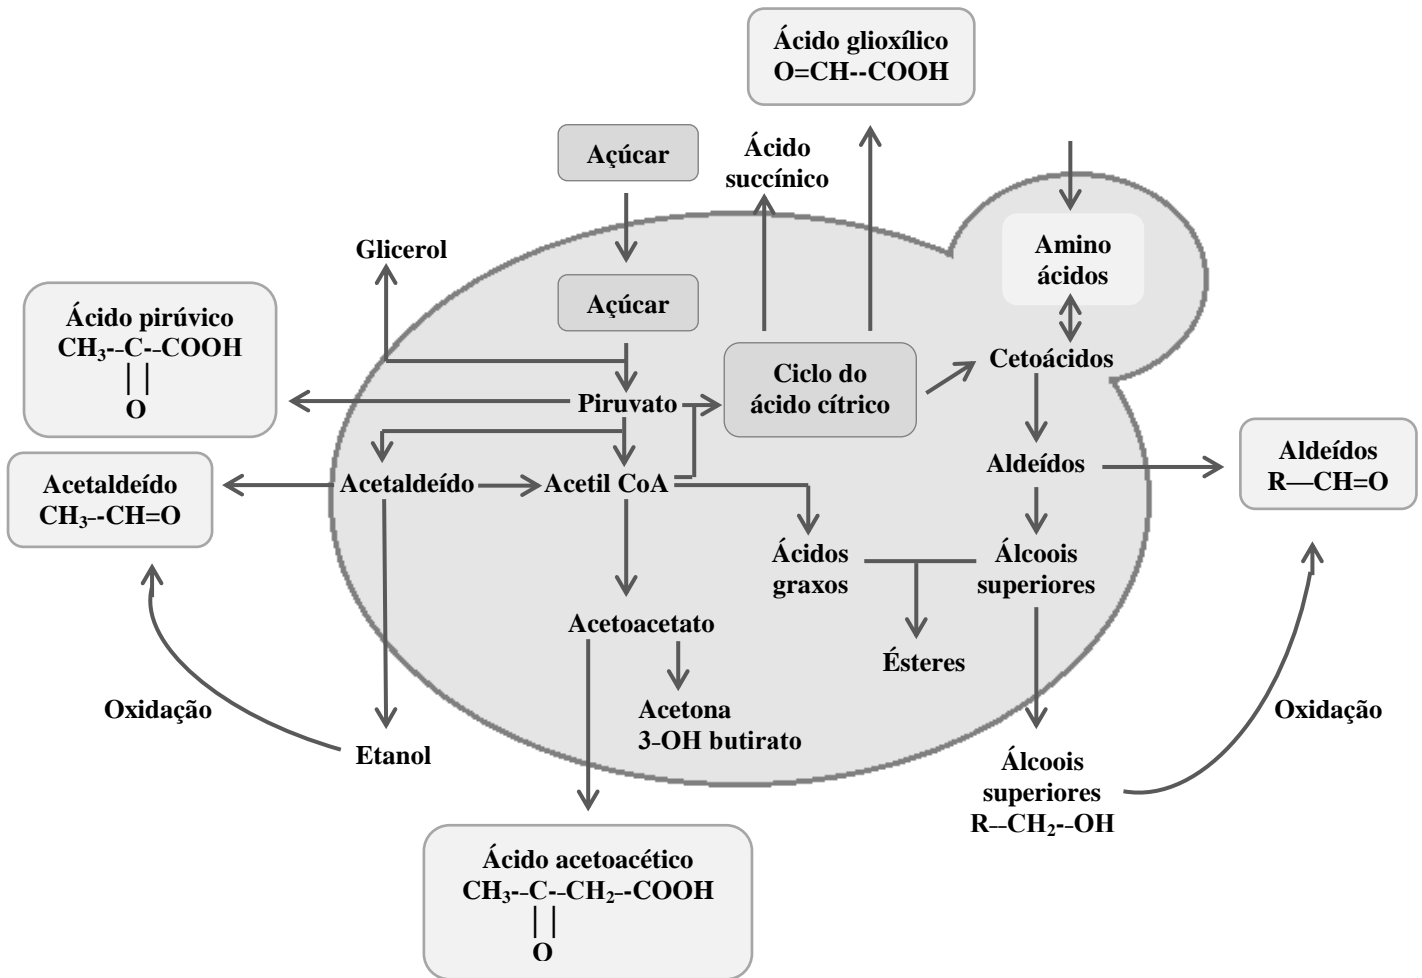 Ácido glioxílico
O=CH--COOH
Açúcar
Ácido
succínico
Amino
ácidos
Glicerol
Açúcar
Ácido pirúvico
CH₃--C--COOH
| |
O
Cetoácidos
Ciclo do
ácido cítrico
Piruvato
Acetaldeído
CH₃--CH=O
Acetaldeído
Acetil CoA
Aldeídos
Aldeídos
R—CH=O
Ácidos
graxos
Álcoois
superiores
Acetoacetato
Ésteres
Oxidação
Acetona
3-OH butirato
Oxidação
Etanol
Álcoois
superiores
R--CH₂--OH
Ácido acetoacético
CH₃--C--CH₂--COOH
| |
O